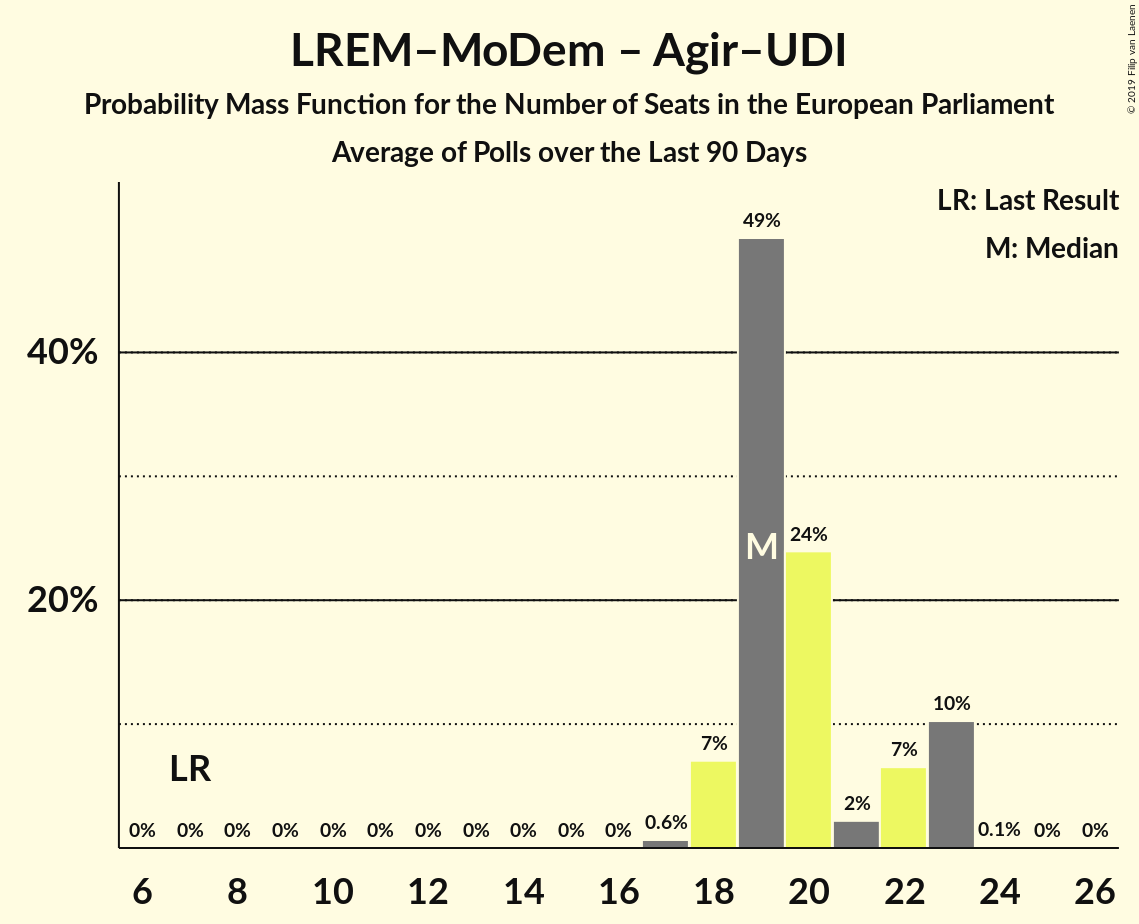 LREM–MoDem – Agir–UDI
Probability Mass Function for the Number of Seats in the European Parliament
Average of Polls over the Last 90 Days
© 2019 Filip van Laenen
LR: Last Result
M: Median
49%
40%
M
24%
20%
10%
7%
7%
LR
2%
0.6%
0% 0% 0% 0% 0% 0% 0% 0% 0% 0% 0% 0.1% 0% 0%
6 8 10 12 14 16 18 20 22 24 26